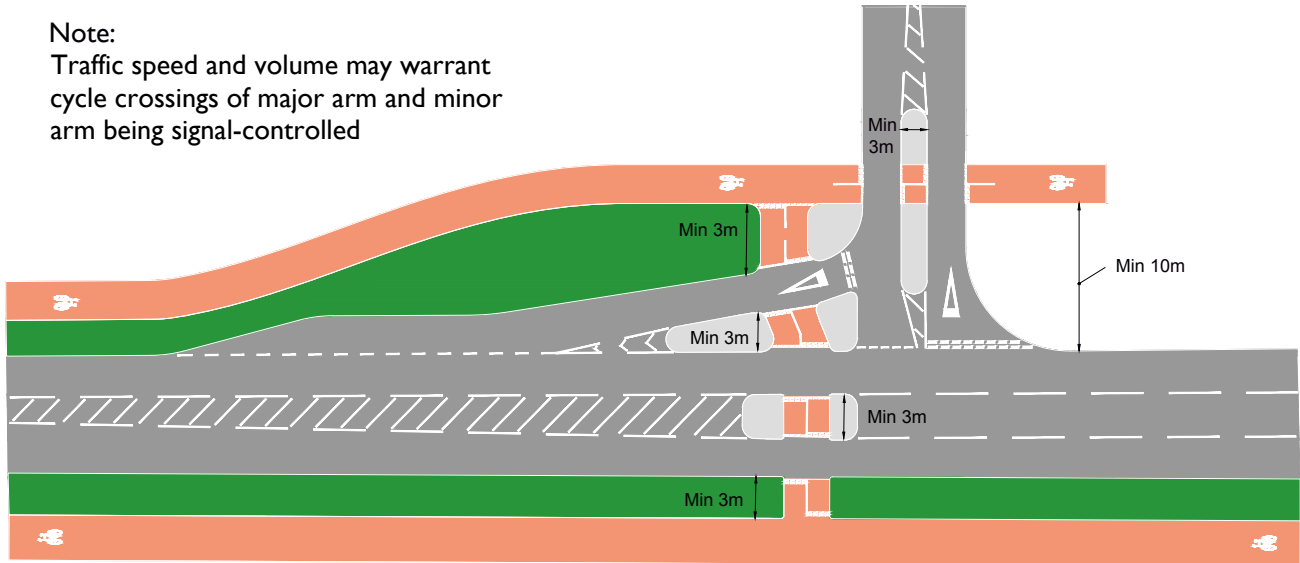 Note:
Traffic speed and volume may warrant
cycle crossings of major arm and minor
arm being signal-controlled
Min
3m
Min 3m
Min 10m
Min 3m
Min 3m
Min 3m